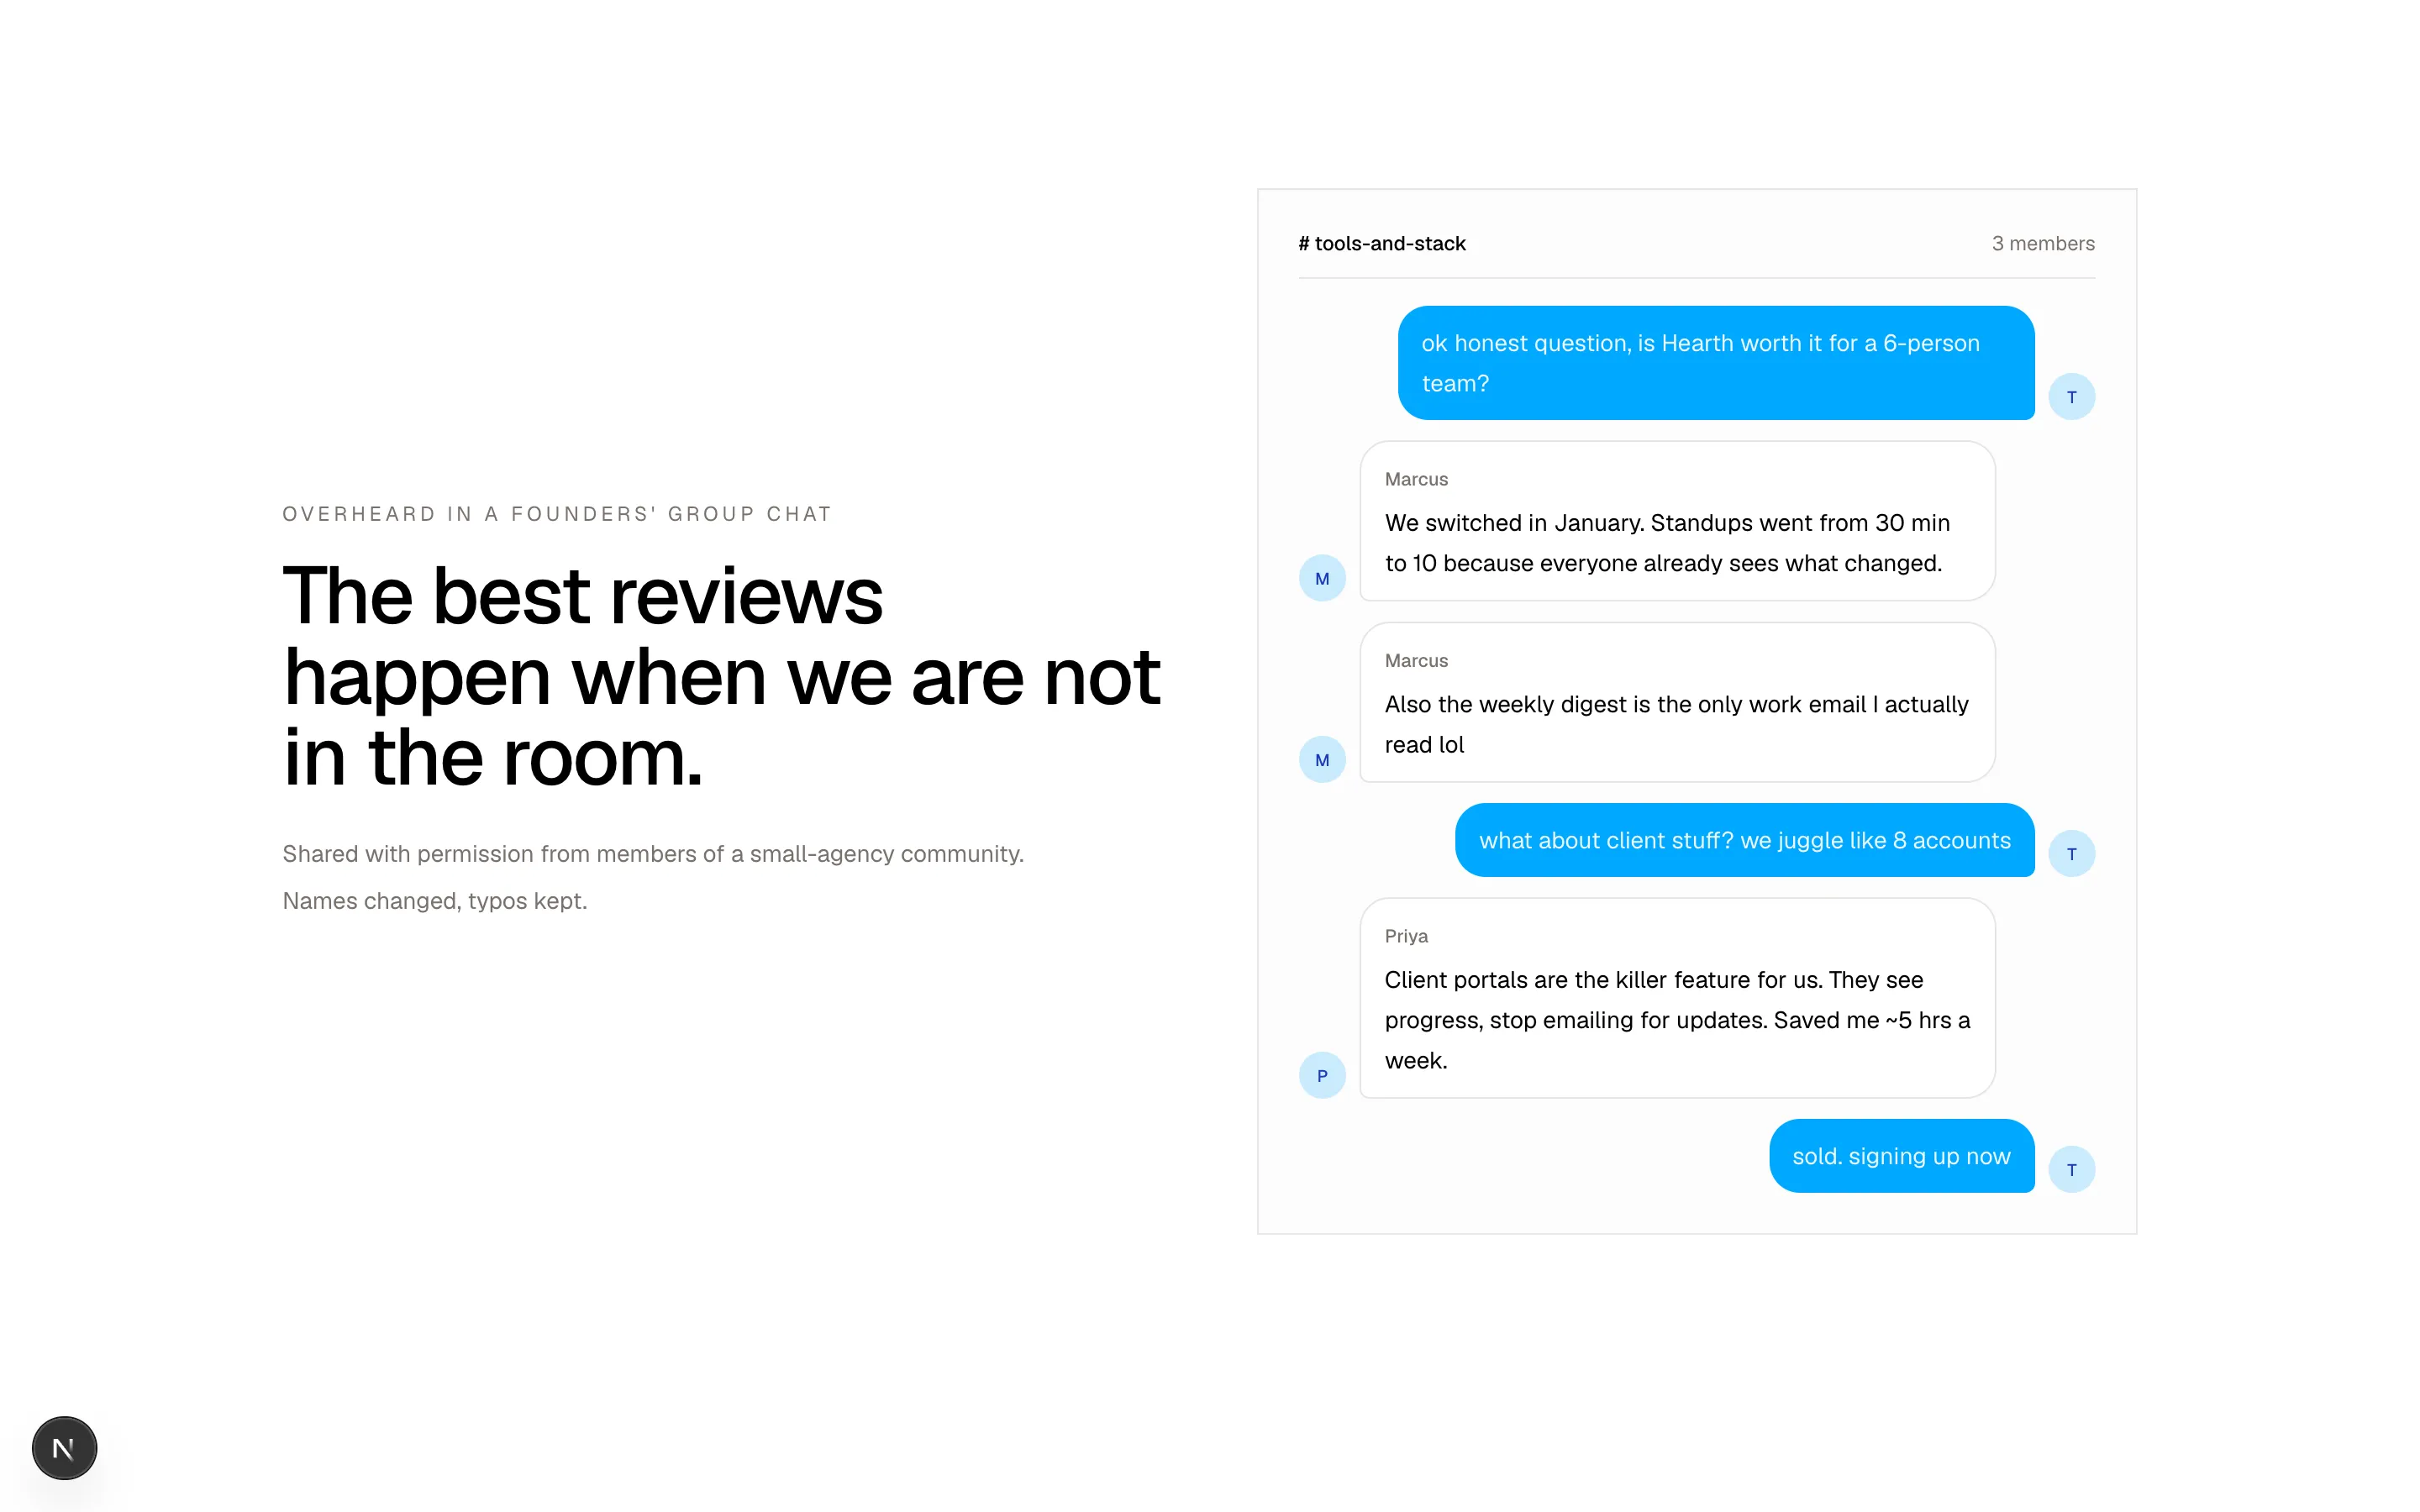 OVERHEARD IN A FOUNDERS' GROUP CHAT
The best reviews
happen when we are not
in the room.
Shared with permission from members of a small-agency community.
Names changed, typos kept.
# tools-and-stack
3 members
ok honest question, is Hearth worth it for a 6-person
team?
T
Marcus
We switched in January. Standups went from 30 min
to 10 because everyone already sees what changed.
M
Marcus
Also the weekly digest is the only work email I actually
read lol
M
what about client stuff? we juggle like 8 accounts
T
Priya
Client portals are the killer feature for us. They see
progress, stop emailing for updates. Saved me ~5 hrs a
week.
P
sold. signing up now
T
N